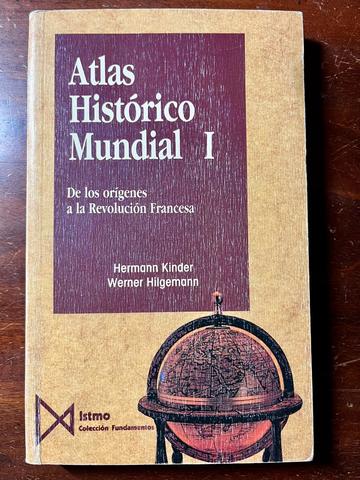 Atlas
Histórico
Mundial I
De los orígenes
a la Revolución Francesa
Hermann Kinder
Werner Hilgemann
Istmo
Colección Fundamentos